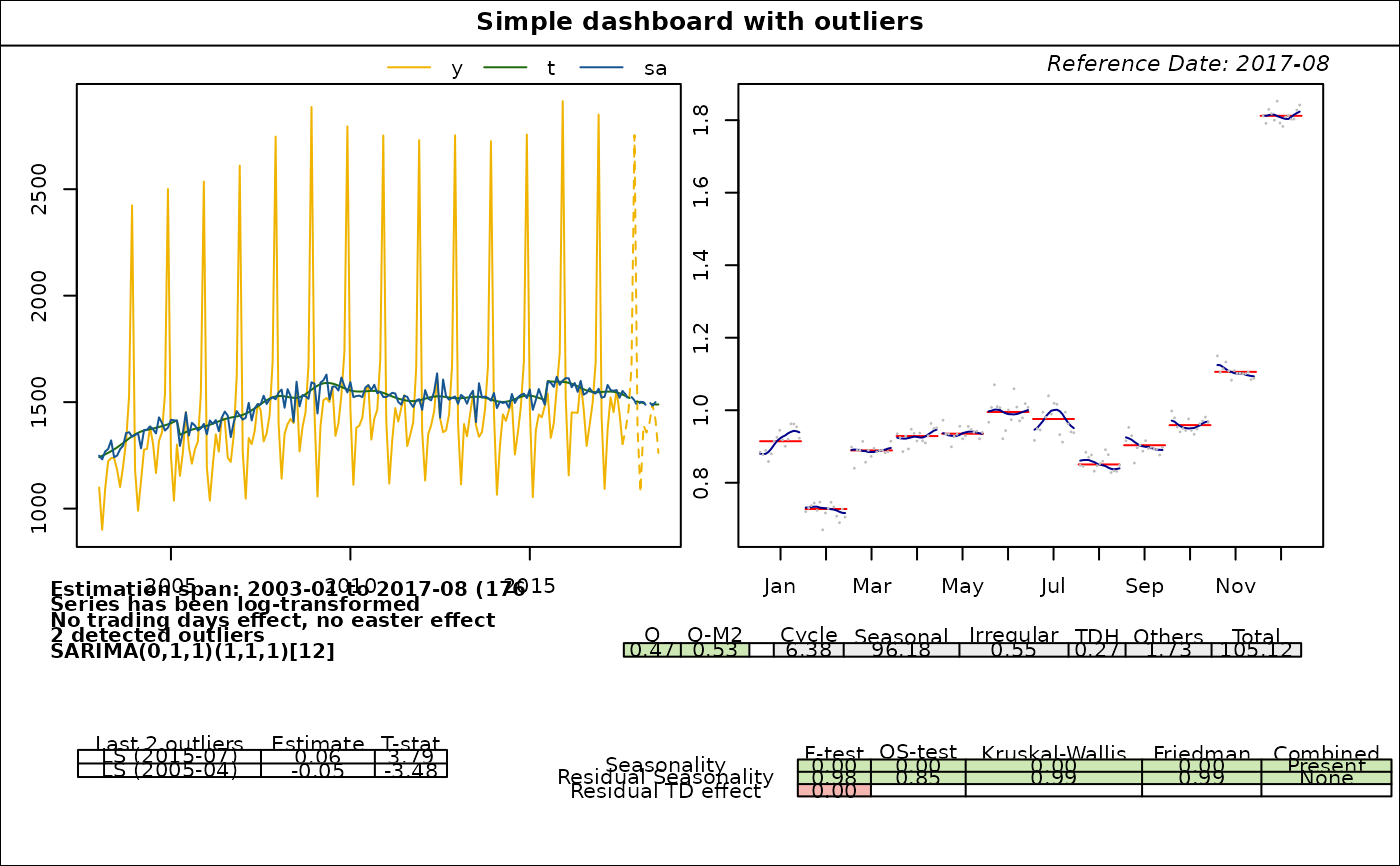 Simple dashboard with outliers
y t sa
Reference Date: 2017-08
2500
2000
1500
1000
2005 2010 2015
1.8
1.6
1.4
1.2
1.0
0.8
Jan Mar May Jul Sep Nov
Estimation span: 2003-01 to 2017-08 (176
Series has been log-transformed
No trading days effect, no easter effect
2 detected outliers
SARIMA(0,1,1)(1,1,1)[12]
Q Q-M2 Cycle Seasonal Irregular TDH Others Total
0.47 0.53 6.38 96.18 0.55 0.27 1.73 105.12
Last 2 outliers Estimate T-stat
LS (2015-07) 0.06 3.79
LS (2005-04) -0.05 -3.48
F-test QS-test Kruskal-Wallis Friedman Combined
Seasonality 0.00 0.00 0.00 0.00 Present
Residual Seasonality 0.98 0.85 0.99 0.99 None
Residual TD effect 0.00